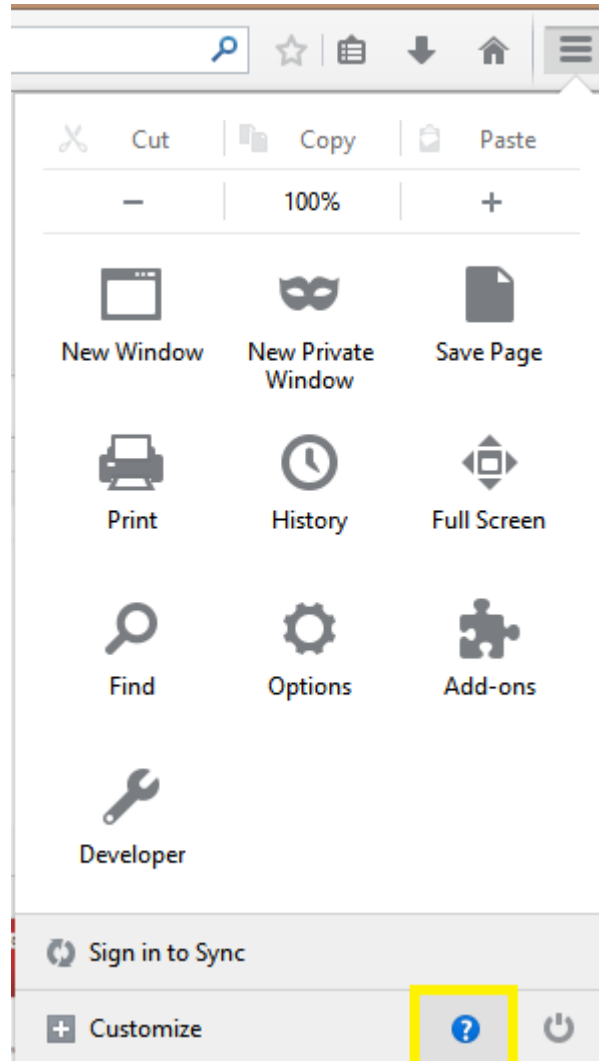 Cut Copy Paste
− 100% +
New Window New Private Window Save Page
Print History Full Screen
Find Options Add-ons
Developer
Sign in to Sync
Customize ?